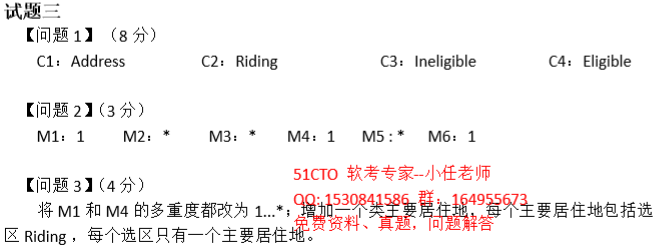 试题三
【问题1】（8 分）
C1：Address C2：Riding C3：Ineligible C4：Eligible
【问题2】（3 分）
M1：1 M2：* M3：* M4：1 M5：* M6：1
【问题3】（4 分）
51CTO 软考专家--小任老师
QQ: 1530841586 群：164955673
将 M1 和 M4 的多重度都改为 1...*；增加一个类主要居住地，每个主要居住地包括选
免费资料、真题，问题解答
区 Riding ，每个选区只有一个主要居住地。